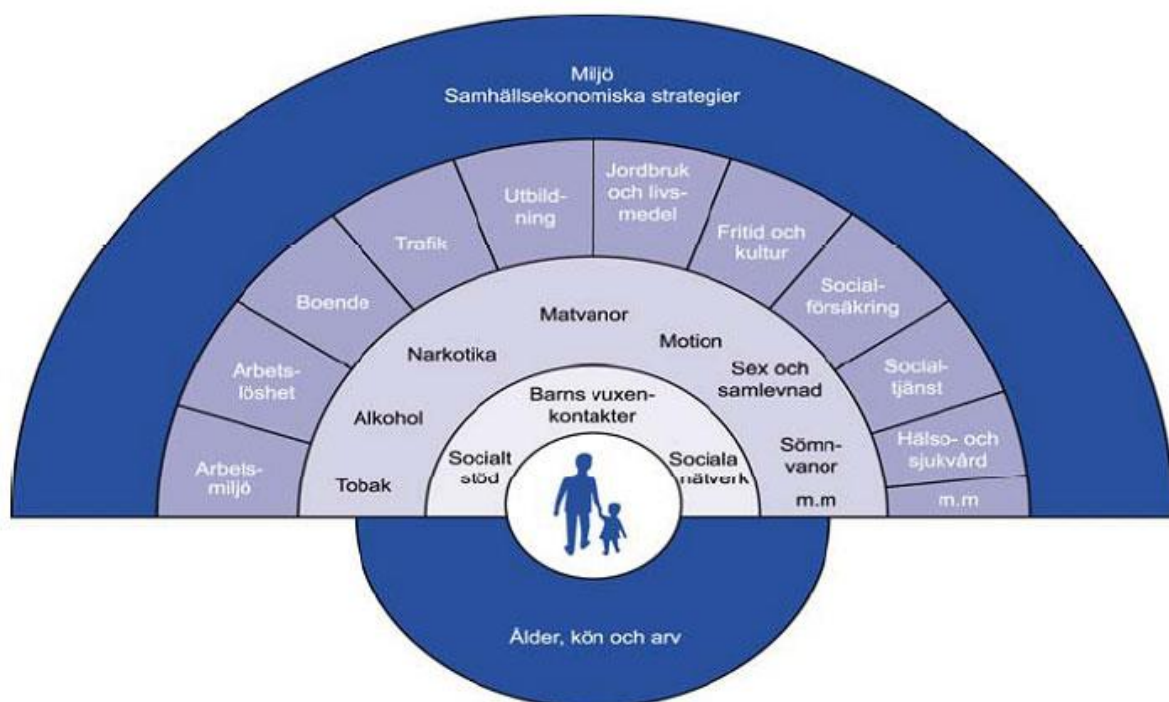 Miljö
Samhällsekonomiska strategier
Arbets-
miljö
Arbets-
löshet
Boende
Trafik
Utbild-
ning
Jordbruk
och livs-
medel
Fritid och
kultur
Social-
försäkring
Social-
tjänst
Hälso- och
sjukvård
m.m
Tobak
Alkohol
Narkotika
Matvanor
Motion
Sex och
samlevnad
Sömn-
vanor
m.m
Socialt
stöd
Barns vuxen-
kontakter
Sociala
nätverk
Ålder, kön och arv